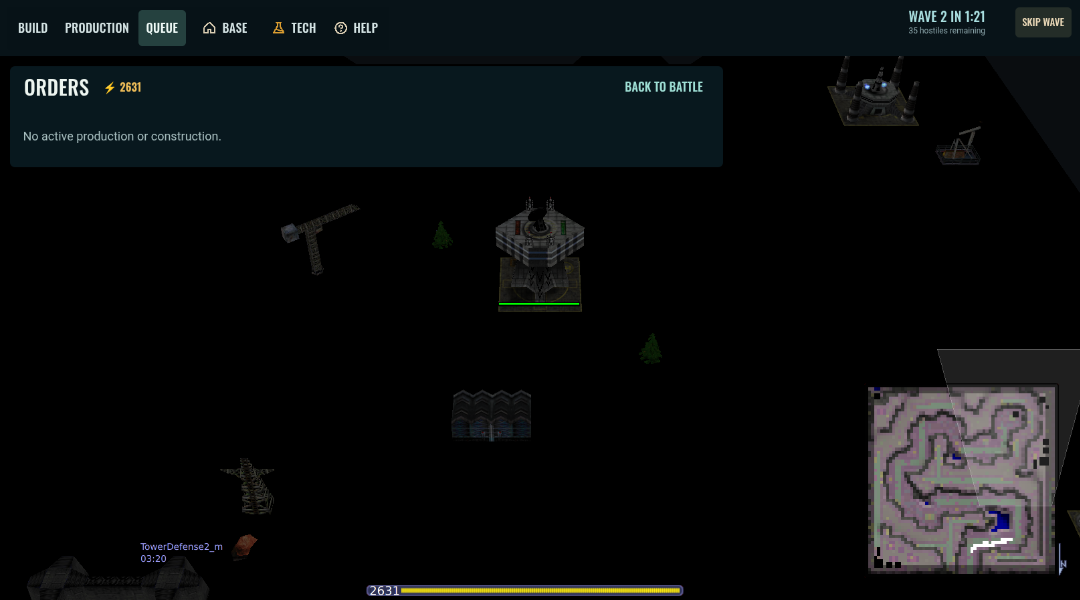 BUILD PRODUCTION QUEUE BASE TECH HELP
WAVE 2 IN 1:21
35 hostiles remaining
SKIP WAVE
ORDERS 2631
BACK TO BATTLE
No active production or construction.
TowerDefense2_m
03:20
2631
N